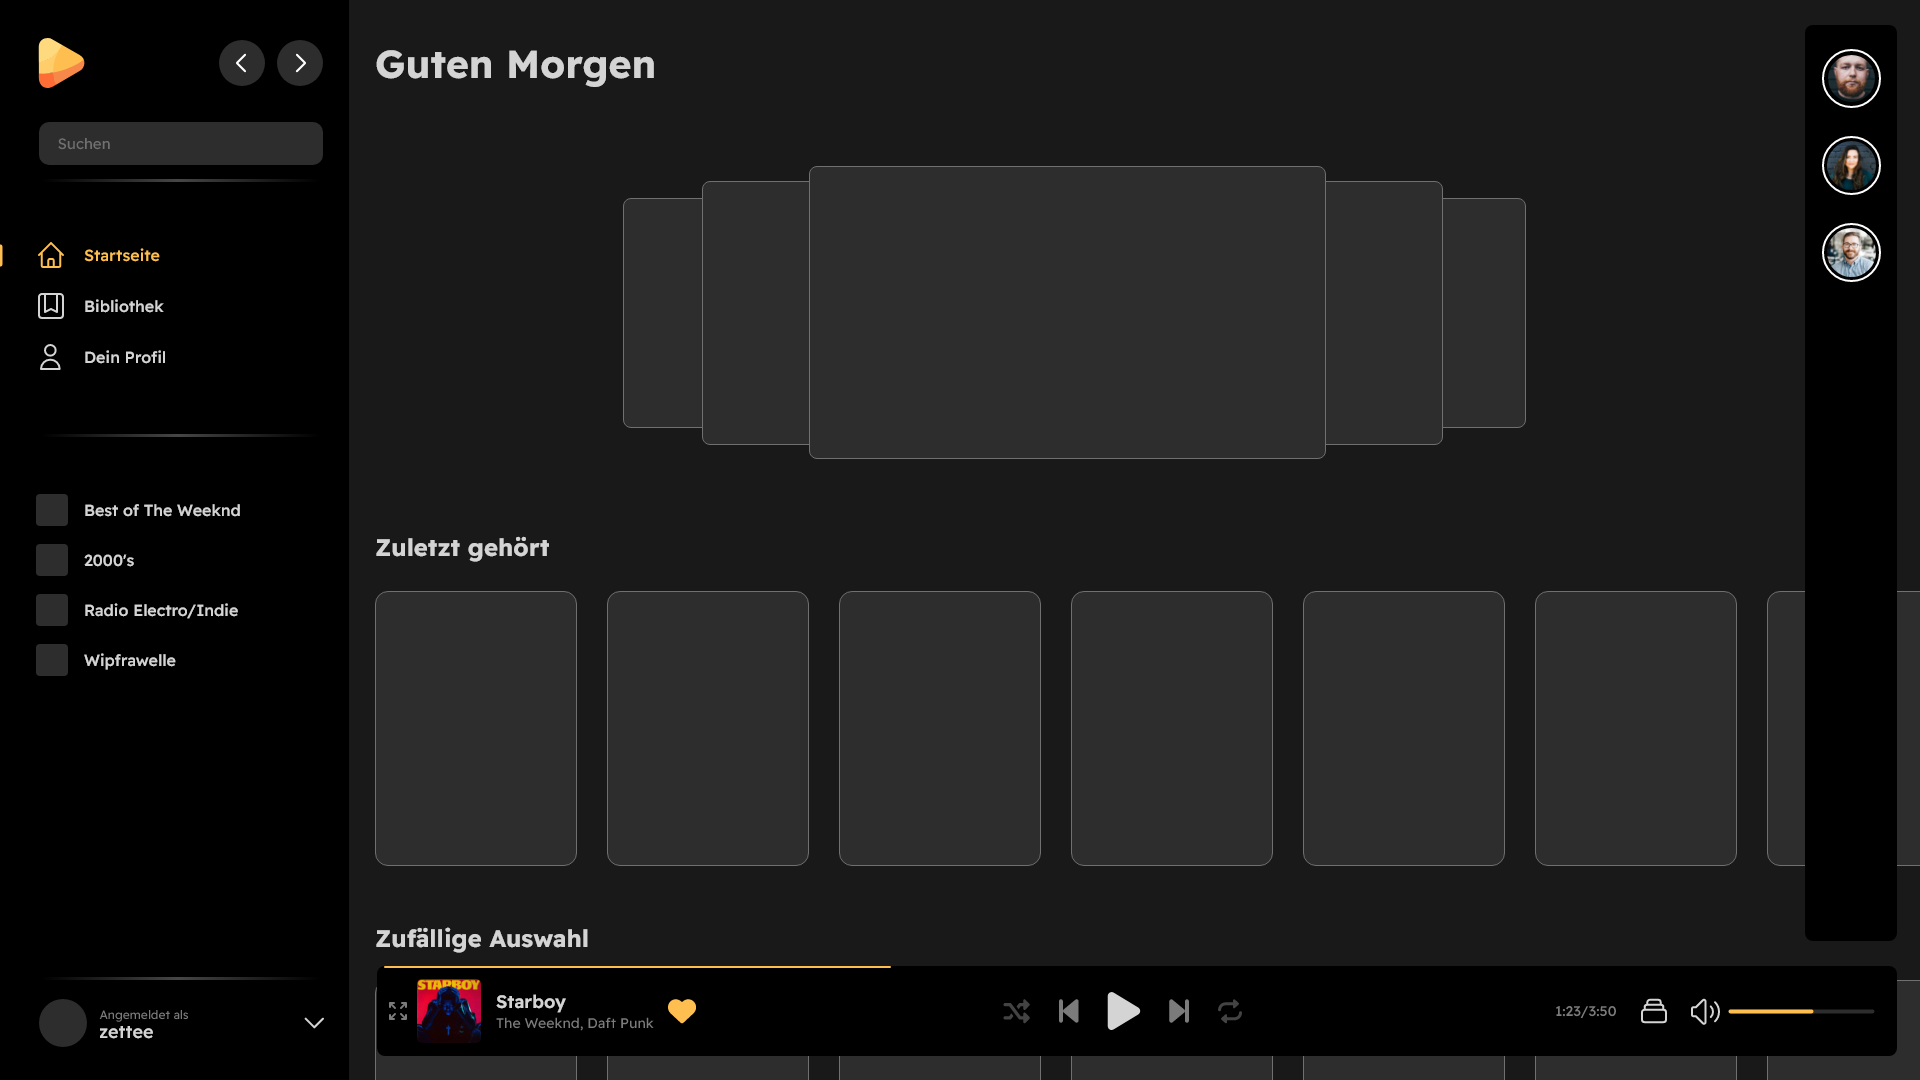 Guten Morgen
Suchen
Startseite
Bibliothek
Dein Profil
Best of The Weeknd
2000's
Radio Electro/Indie
Wipfrawelle
Angemeldet als
zettee
Zuletzt gehört
Zufällige Auswahl
STARBOY
Starboy
The Weeknd, Daft Punk
1:23/3:50